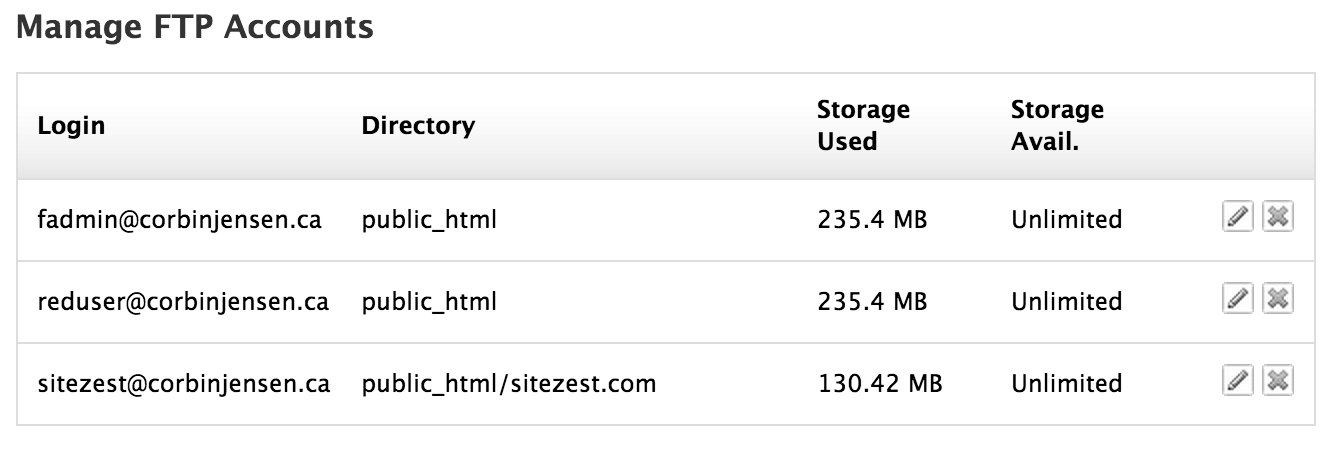 Manage FTP Accounts
Login Directory Storage Used Storage Avail.
fadmin@corbinjensen.ca public_html 235.4 MB Unlimited
reduser@corbinjensen.ca public_html 235.4 MB Unlimited
sitezest@corbinjensen.ca public_html/sitezest.com 130.42 MB Unlimited